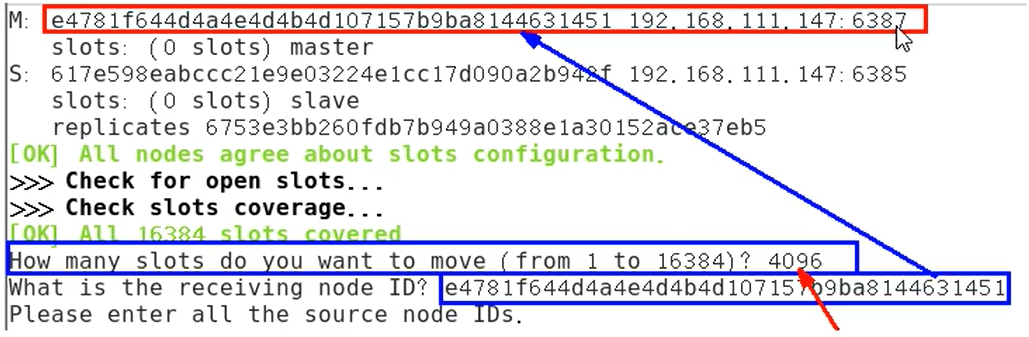 M: e4781f644d4a4e4d4b4d107157b9ba8144631451 192.168.111.147:6387
slots: (0 slots) master
S: 617e598eabccc21e9e03224e1cc17d090a2b942f 192.168.111.147:6385
slots: (0 slots) slave
replicates 6753e3bb260fdb7b949a0388e1a30152ace37eb5
[OK] All nodes agree about slots configuration.
>>> Check for open slots...
>>> Check slots coverage...
[OK] All 16384 slots covered
How many slots do you want to move (from 1 to 16384)? 4096
What is the receiving node ID? e4781f644d4a4e4d4b4d107157b9ba8144631451
Please enter all the source node IDs.